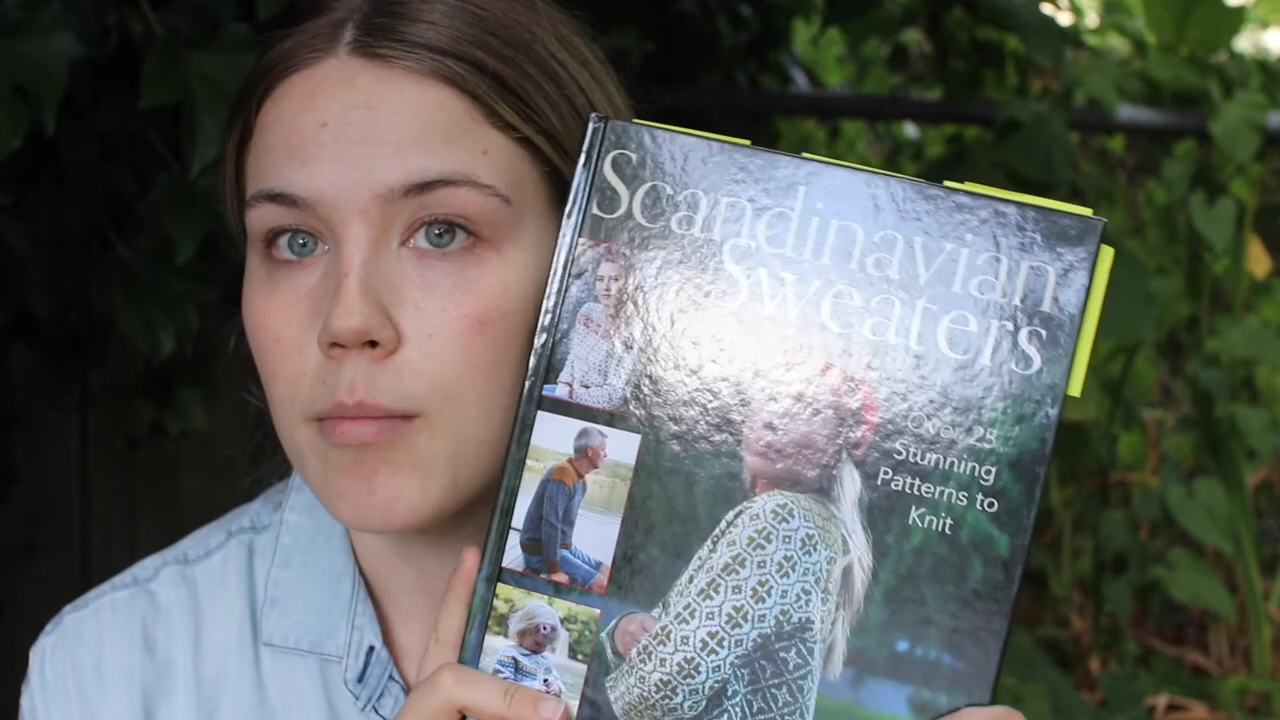 Scandinavian
Sweaters
Over 25
Stunning
Patterns to
Knit